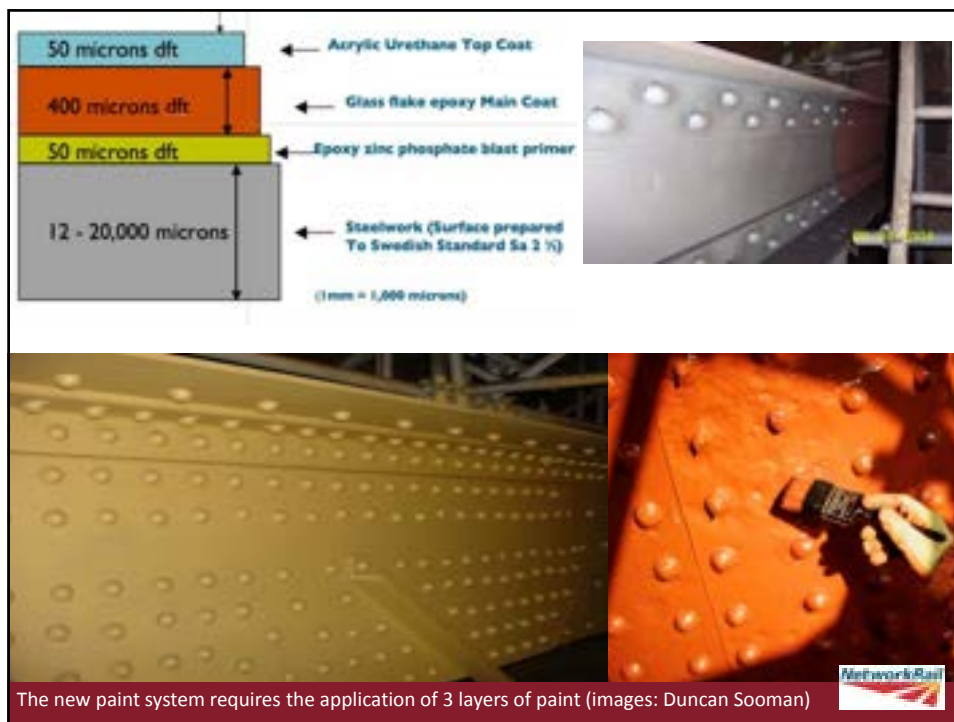 50 microns dft
Acrylic Urethane Top Coat
400 microns dft
Glass flake epoxy Main Coat
50 microns dft
Epoxy zinc phosphate blast primer
12 - 20,000 microns
Steelwork (Surface prepared
To Swedish Standard Sa 2 ½)
(1mm = 1,000 microns)
The new paint system requires the application of 3 layers of paint (images: Duncan Sooman)
NetworkRail